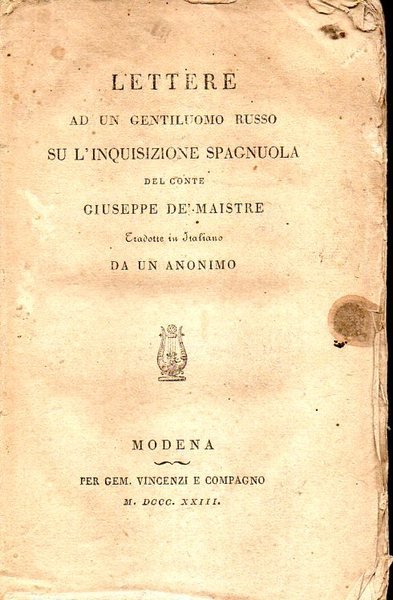 LETTERE
AD UN GENTILUOMO RUSSO
SU L'INQUISIZIONE SPAGNUOLA
DEL CONTE
GIUSEPPE DE' MAISTRE
Tradotte in Italiano
DA UN ANONIMO
MODENA
PER GEM. VINCENZI E COMPAGNO
M. DCCC. XXIII.